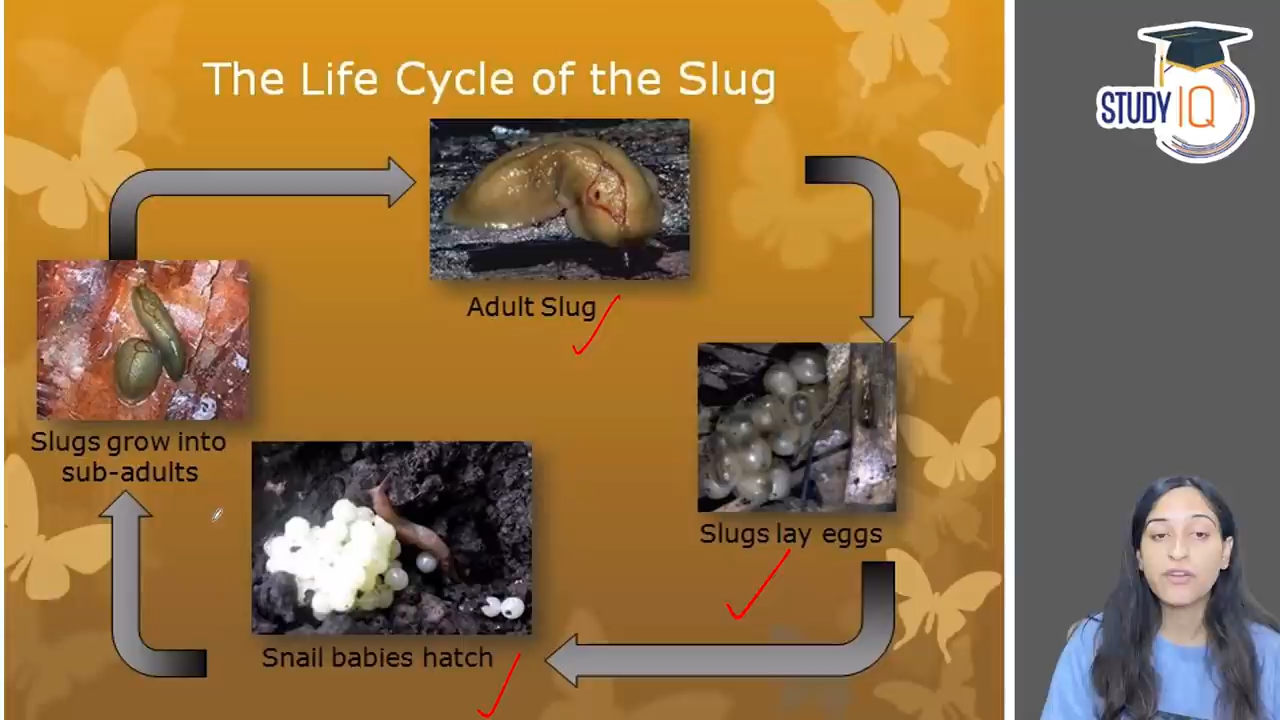 The Life Cycle of the Slug
STUDY IQ
Adult Slug
Slugs grow into
sub-adults
Slugs lay eggs
Snail babies hatch